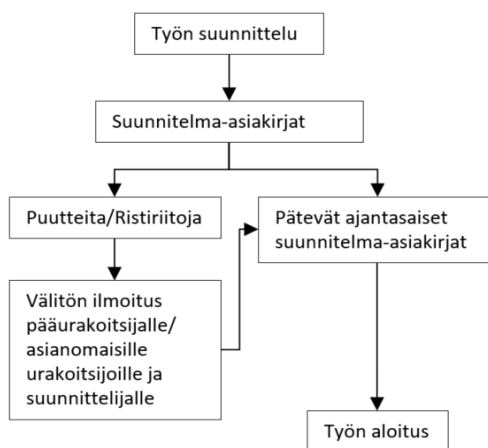 Työn suunnittelu
Suunnitelma-asiakirjat
Puutteita/Ristiriitoja
Pätevät ajantasaiset
suunnitelma-asiakirjat
Välitön ilmoitus
pääurakoitsijalle/
asianomaisille
urakoitsijoille ja
suunnittelijalle
Työn aloitus